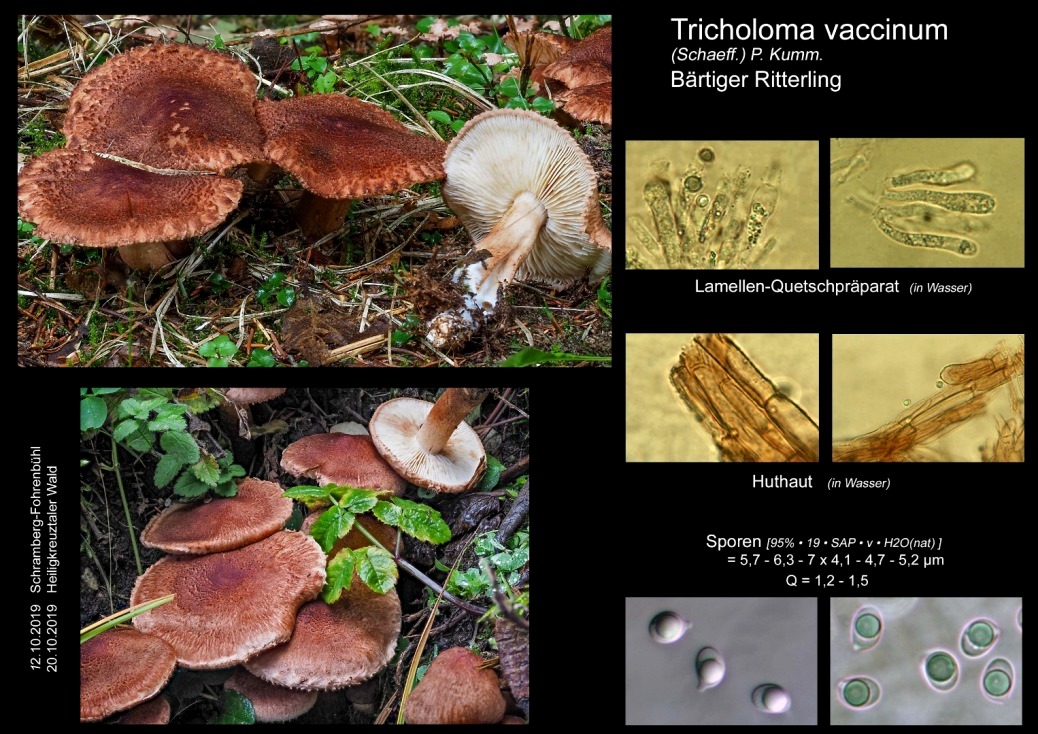 Tricholoma vaccinum
(Schaeff.) P. Kumm.
Bärtiger Ritterling
Lamellen-Quetschpräparat (in Wasser)
Huthaut (in Wasser)
Sporen [95% • 19 • SAP • v • H2O(nat) ]
= 5,7 - 6,3 - 7 x 4,1 - 4,7 - 5,2 µm
Q = 1,2 - 1,5
12.10.2019 Schramberg-Fohrenbühl
20.10.2019 Heiligkreuztaler Wald